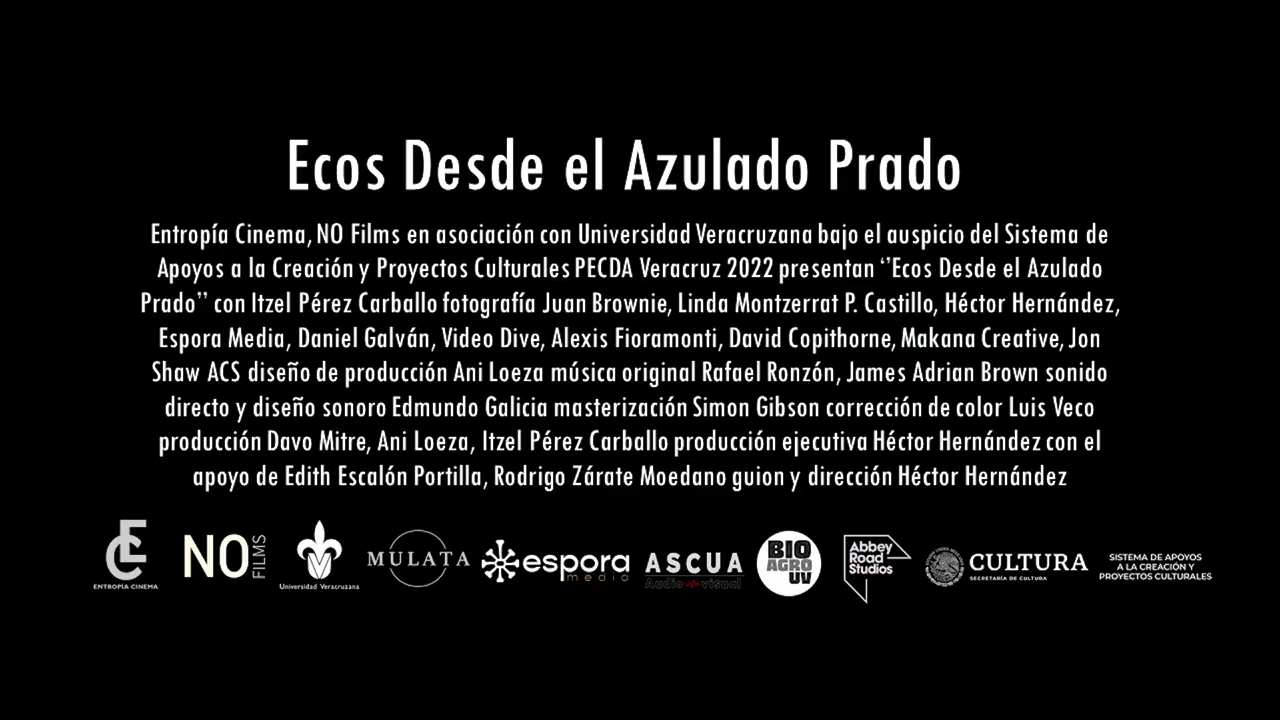 Ecos Desde el Azulado Prado
Entropía Cinema, NO Films en asociación con Universidad Veracruzana bajo el auspicio del Sistema de
Apoyos a la Creación y Proyectos Culturales PECDA Veracruz 2022 presentan ‘’Ecos Desde el Azulado
Prado’’ con Itzel Pérez Carballo fotografía Juan Brownie, Linda Montzerrat P. Castillo, Héctor Hernández,
Espora Media, Daniel Galván, Video Dive, Alexis Fioramonti, David Copithorne, Makana Creative, Jon
Shaw ACS diseño de producción Ani Loeza música original Rafael Ronzón, James Adrian Brown sonido
directo y diseño sonoro Edmundo Galicia masterización Simon Gibson corrección de color Luis Veco
producción Davo Mitre, Ani Loeza, Itzel Pérez Carballo producción ejecutiva Héctor Hernández con el
apoyo de Edith Escalón Portilla, Rodrigo Zárate Moedano guion y dirección Héctor Hernández
EC
ENTROPÍA CINEMA
NO FILMS
Universidad Veracruzana
MULATA
espora
media
ASCUA
Audiovisual
BIO
AGRO
UV
Abbey
Road
Studios
CULTURA
SECRETARÍA DE CULTURA
SISTEMA DE APOYOS
A LA CREACIÓN Y
PROYECTOS CULTURALES